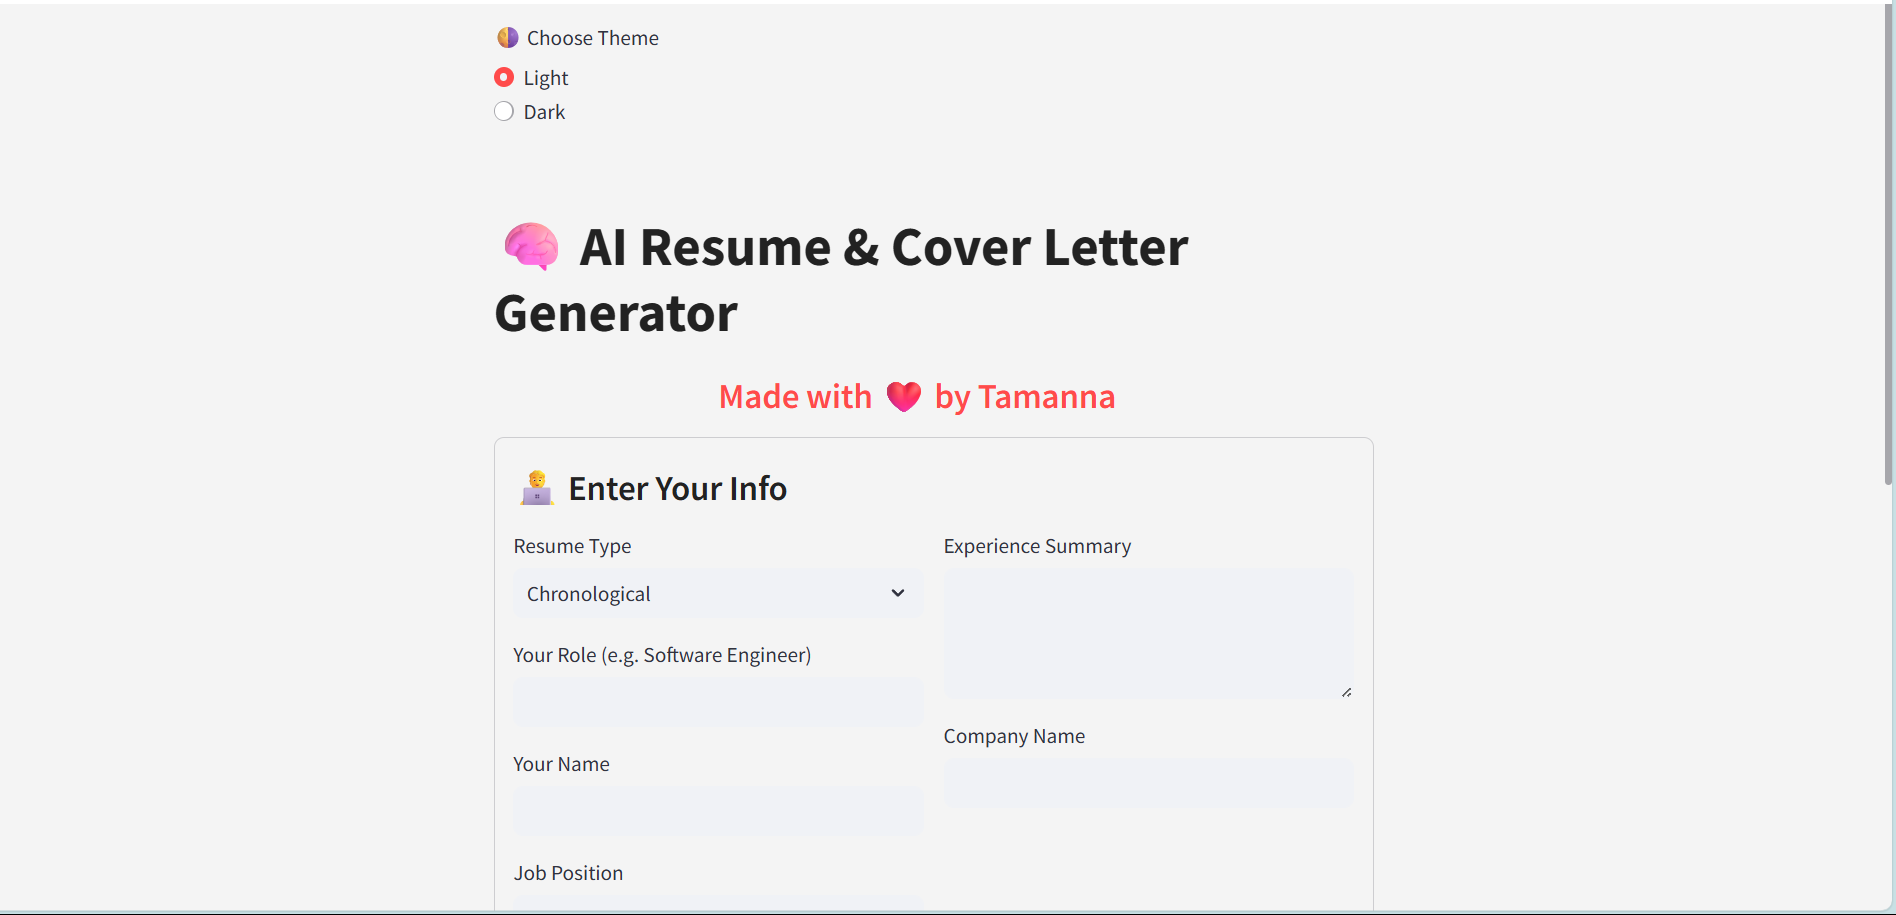 Choose Theme
Light
Dark
AI Resume & Cover Letter
Generator
Made with ❤️ by Tamanna
Enter Your Info
Resume Type
Chronological
Your Role (e.g. Software Engineer)
Your Name
Job Position
Experience Summary
Company Name